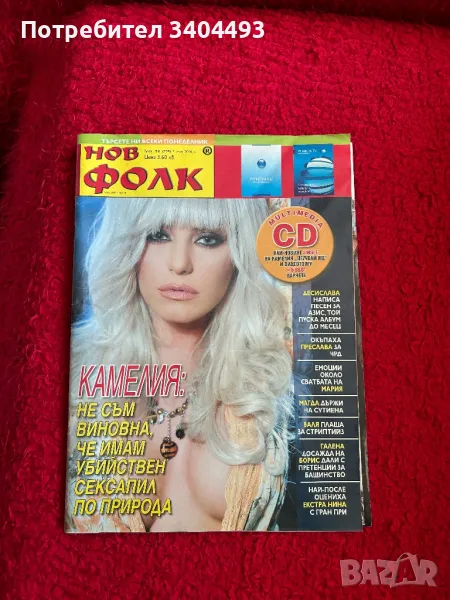 Потребител 3404493
ТЪРСЕТЕ НИ ВСЕКИ ПОНЕДЕЛНИК
НОВ
ФОЛК
MULTIMEDIA
CD
КАМЕЛИЯ:
НЕ СЪМ
ВИНОВНА,
ЧЕ ИМАМ
УБИЙСТВЕН
СЕКСАПИЛ
ПО ПРИРОДА
ДЕСИСЛАВА
НАПИСА
ПЕСЕН ЗА
АЗИС, ТОЙ
ПУСКА АЛБУМ
ДО МЕСЕЦ
ОКЪПАХА
ПРЕСЛАВА ЗА
ЧРД
ЕМОЦИИ
ОКОЛО
СВАТБАТА НА
МАРИЯ
МАГДА ДЪРЖИ
НА СУТИЕНА
ВАЛЯ ПЛАЩА
ЗА СТРИПТИЙЗ
ГАЛЕНА
ДОСАЖДА НА
БОРИС ДАЛИ С
ПРЕТЕНЦИИ ЗА
БАЩИНСТВО
НАЙ-ПОСЛЕ
ОЦЕНИХА
ЕКСТРА НИНА
С ГРАН ПРИ
BAZAR